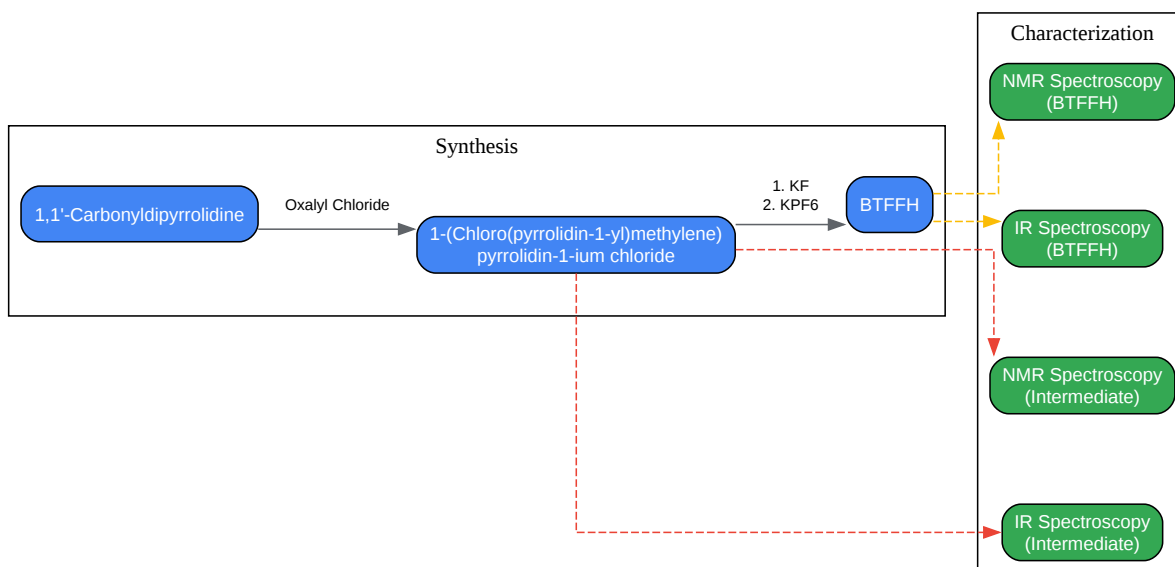 Characterization
NMR Spectroscopy
(BTFFH)
Synthesis
1,1'-Carbonyldipyrrolidine
Oxalyl Chloride
1-(Chloro(pyrrolidin-1-yl)methylene)
pyrrolidin-1-ium chloride
1. KF
2. KPF6
BTFFH
IR Spectroscopy
(BTFFH)
NMR Spectroscopy
(Intermediate)
IR Spectroscopy
(Intermediate)